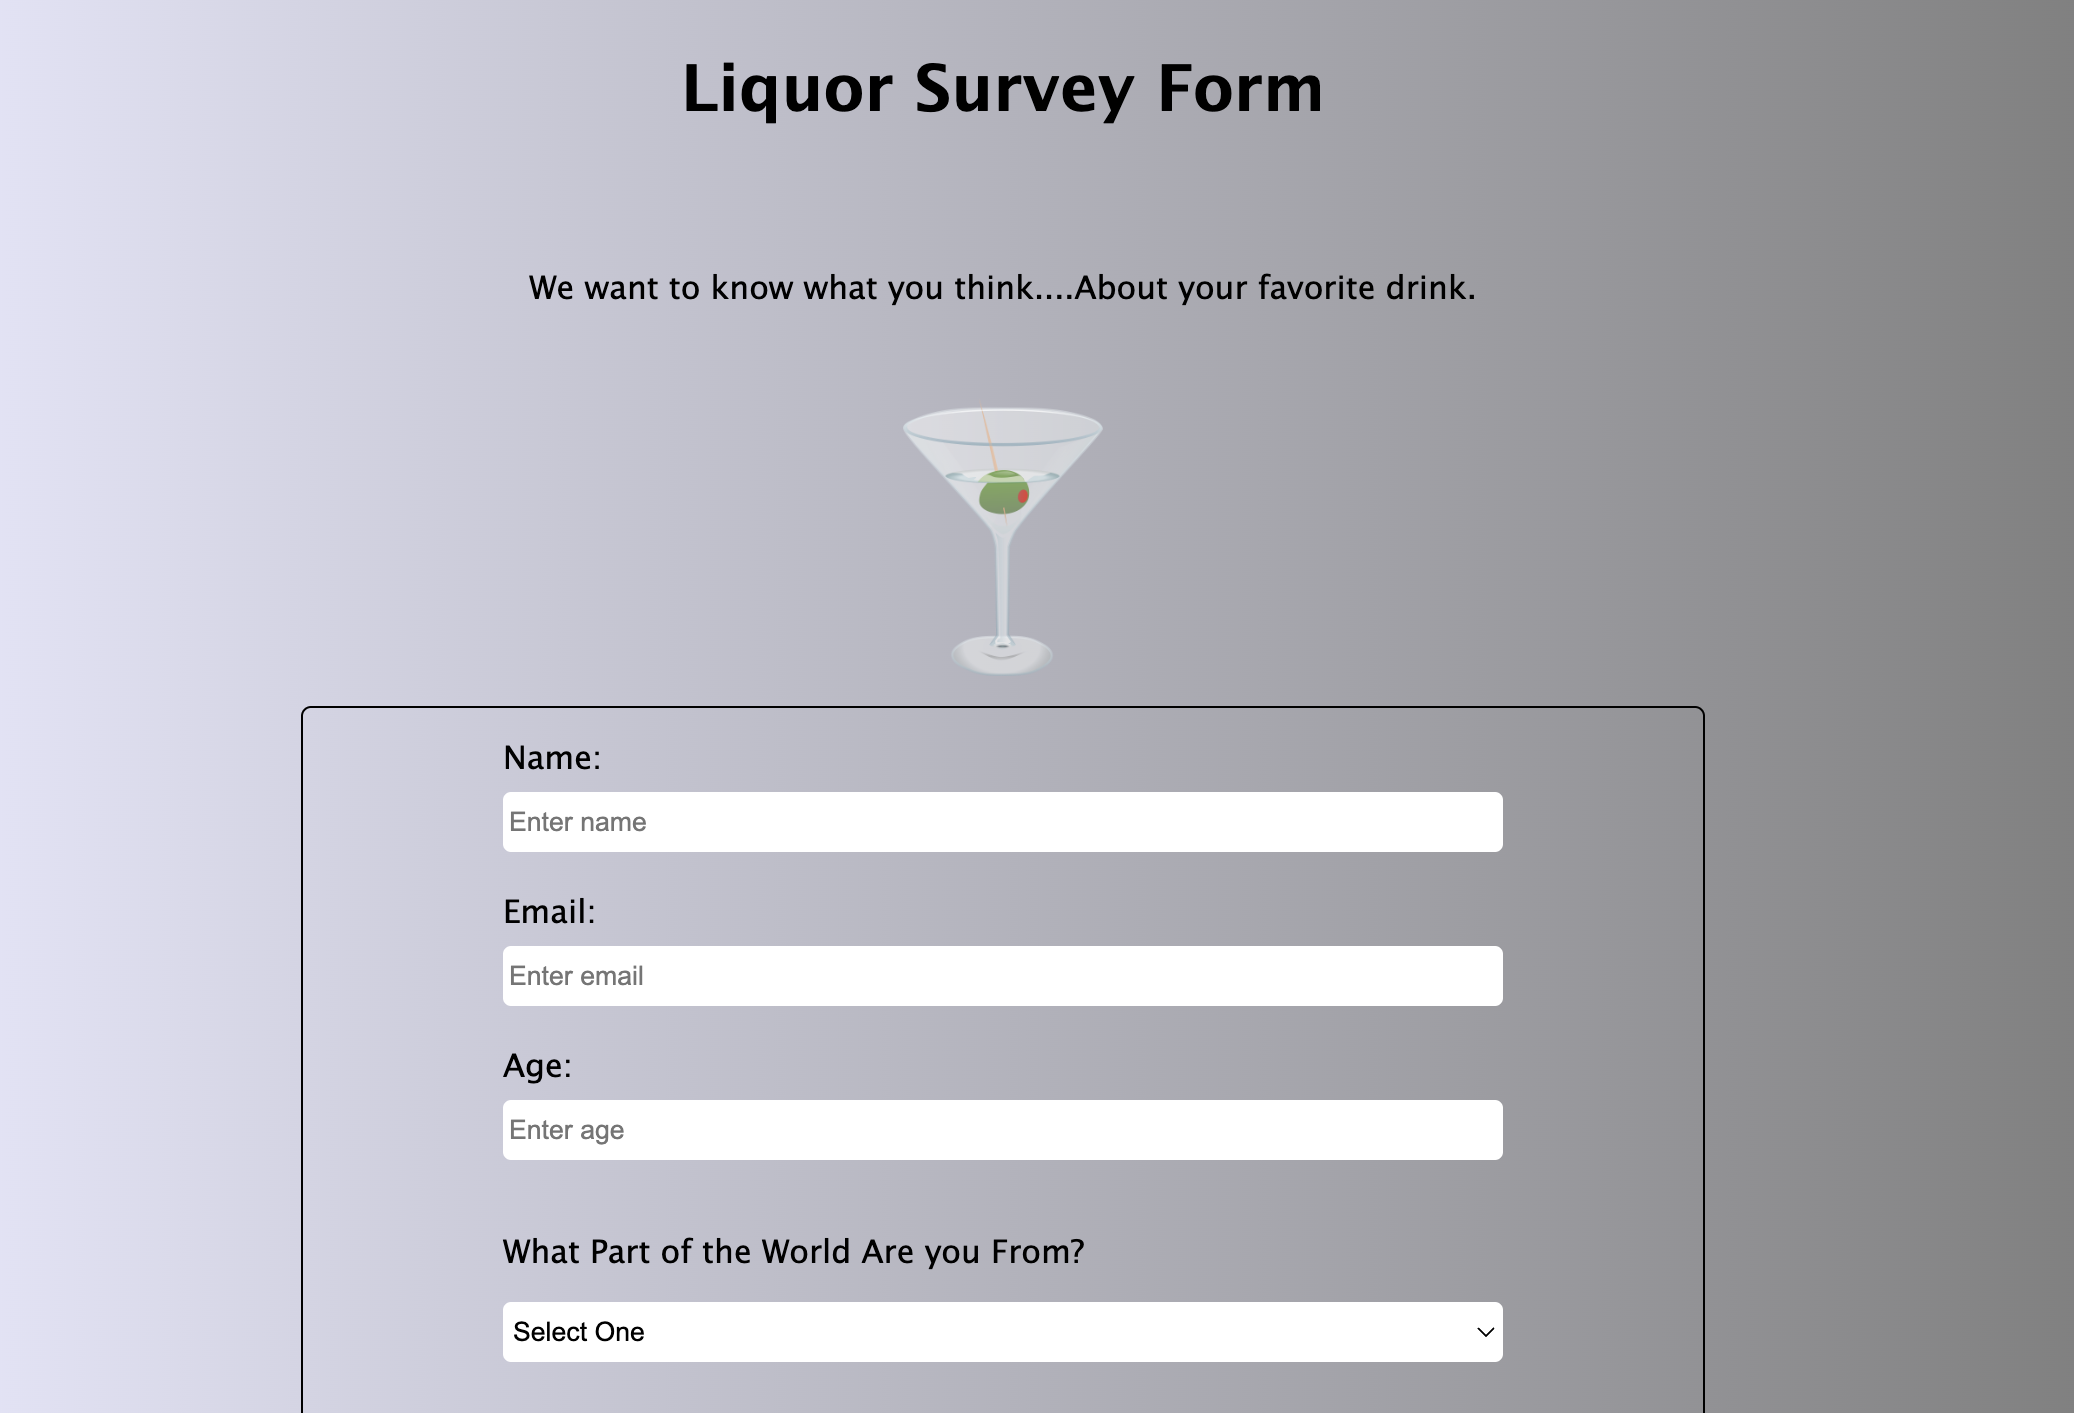 Liquor Survey Form
We want to know what you think....About your favorite drink.
Name:
Enter name
Email:
Enter email
Age:
Enter age
What Part of the World Are you From?
Select One